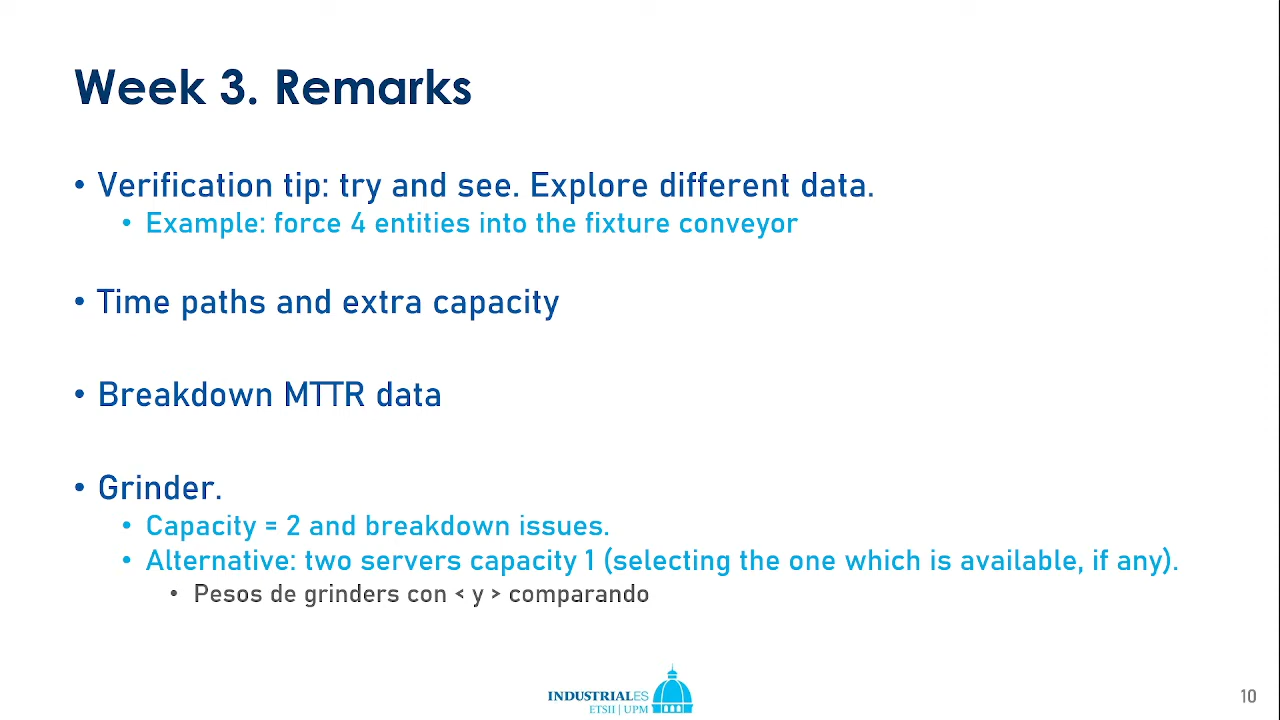 Week 3. Remarks
• Verification tip: try and see. Explore different data.
• Example: force 4 entities into the fixture conveyor
• Time paths and extra capacity
• Breakdown MTTR data
• Grinder.
• Capacity = 2 and breakdown issues.
• Alternative: two servers capacity 1 (selecting the one which is available, if any).
• Pesos de grinders con < y > comparando
INDUSTRIALES
ETSII | UPM
10